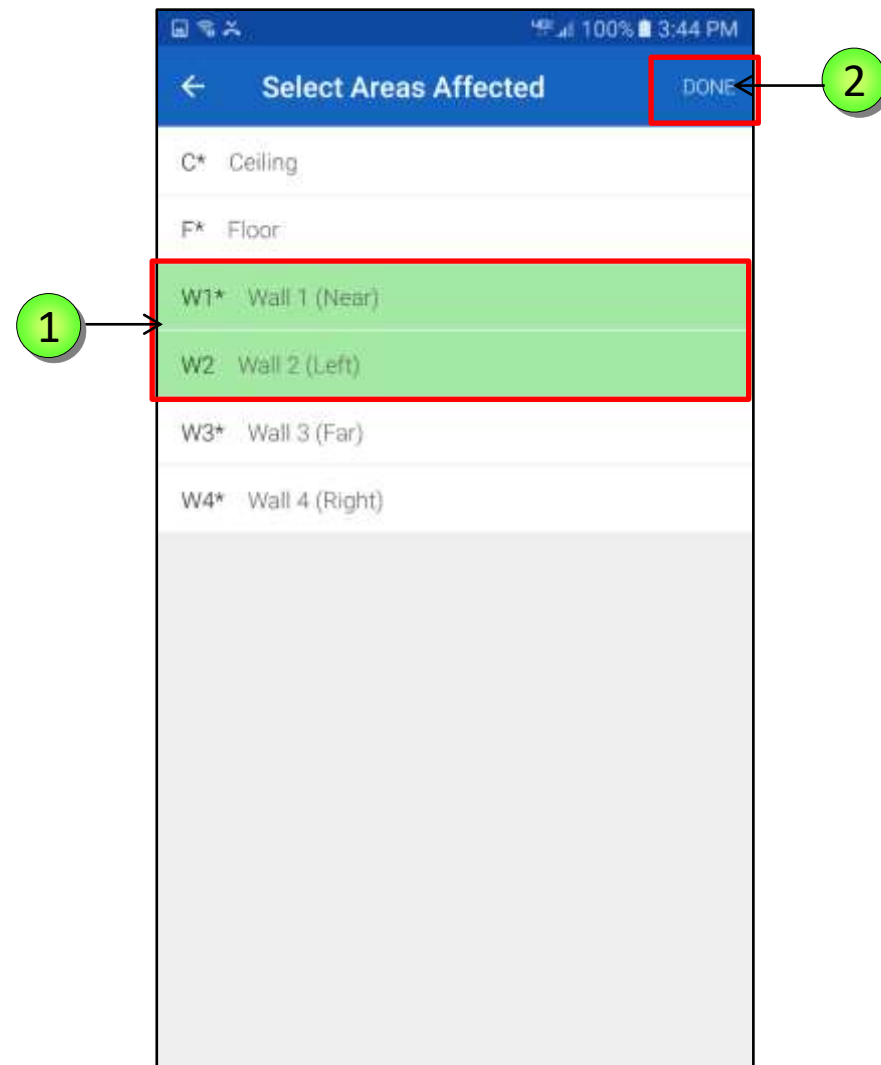 100% 3:44 PM
Select Areas Affected DONE
2
C* Ceiling
F* Floor
W1* Wall 1 (Near)
1
W2 Wall 2 (Left)
W3* Wall 3 (Far)
W4* Wall 4 (Right)